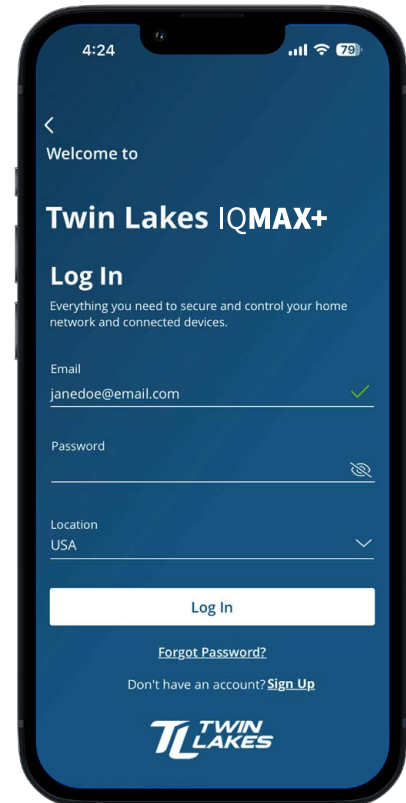 4:24
79
Welcome to
Twin Lakes IQMAX+
Log In
Everything you need to secure and control your home
network and connected devices.
Email
janedoe@email.com
Password
Location
USA
Log In
Forgot Password?
Don't have an account? Sign Up
TL TWIN
LAKES